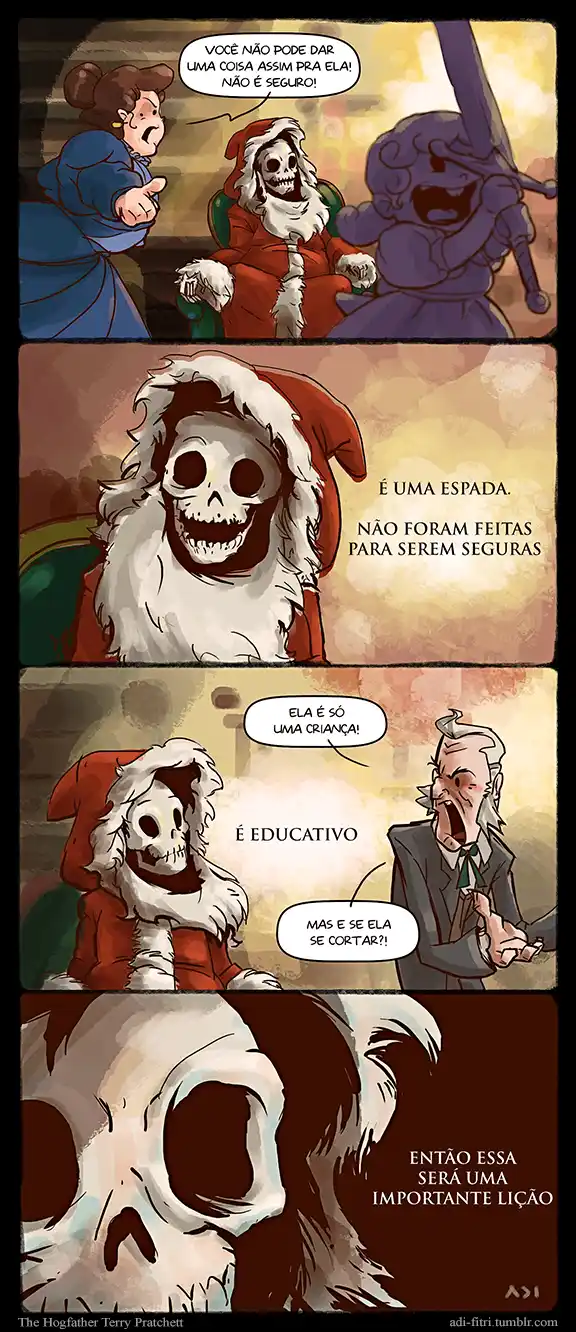 VOCÊ NÃO PODE DAR
UMA COISA ASSIM PRA ELA!
NÃO É SEGURO!
É UMA ESPADA.
NÃO FORAM FEITAS
PARA SEREM SEGURAS
ELA É SÓ
UMA CRIANÇA!
É EDUCATIVO
MAS E SE ELA
SE CORTAR?!
ENTÃO ESSA
SERÁ UMA
IMPORTANTE LIÇÃO
ADI
The Hogfather Terry Pratchett
adi-fitri.tumblr.com